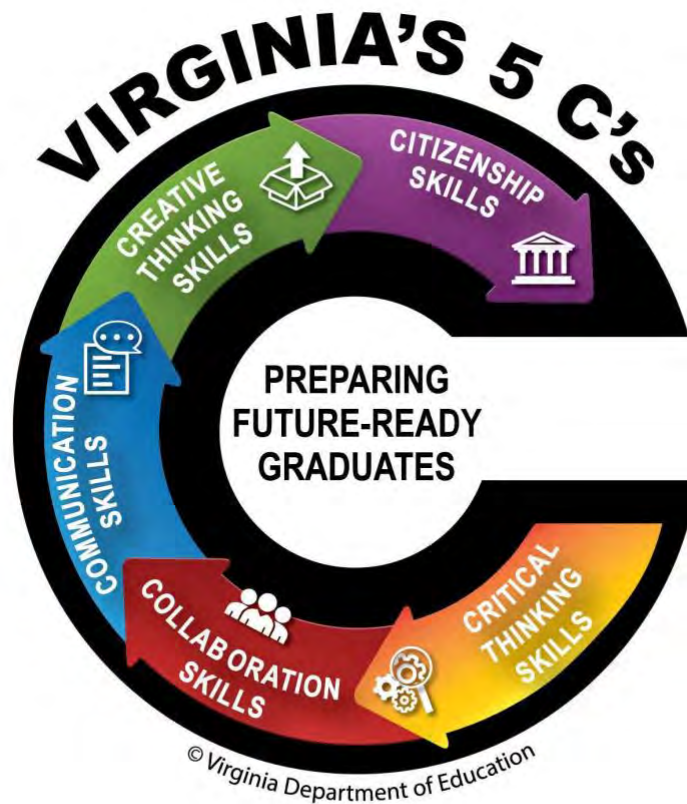 VIRGINIA'S 5 C's
CREATIVE
THINKING
SKILLS
CITIZENSHIP
SKILLS
COMMUNICATION
SKILLS
PREPARING
FUTURE-READY
GRADUATES
COLLABORATION
SKILLS
CRITICAL
THINKING
SKILLS
© Virginia Department of Education